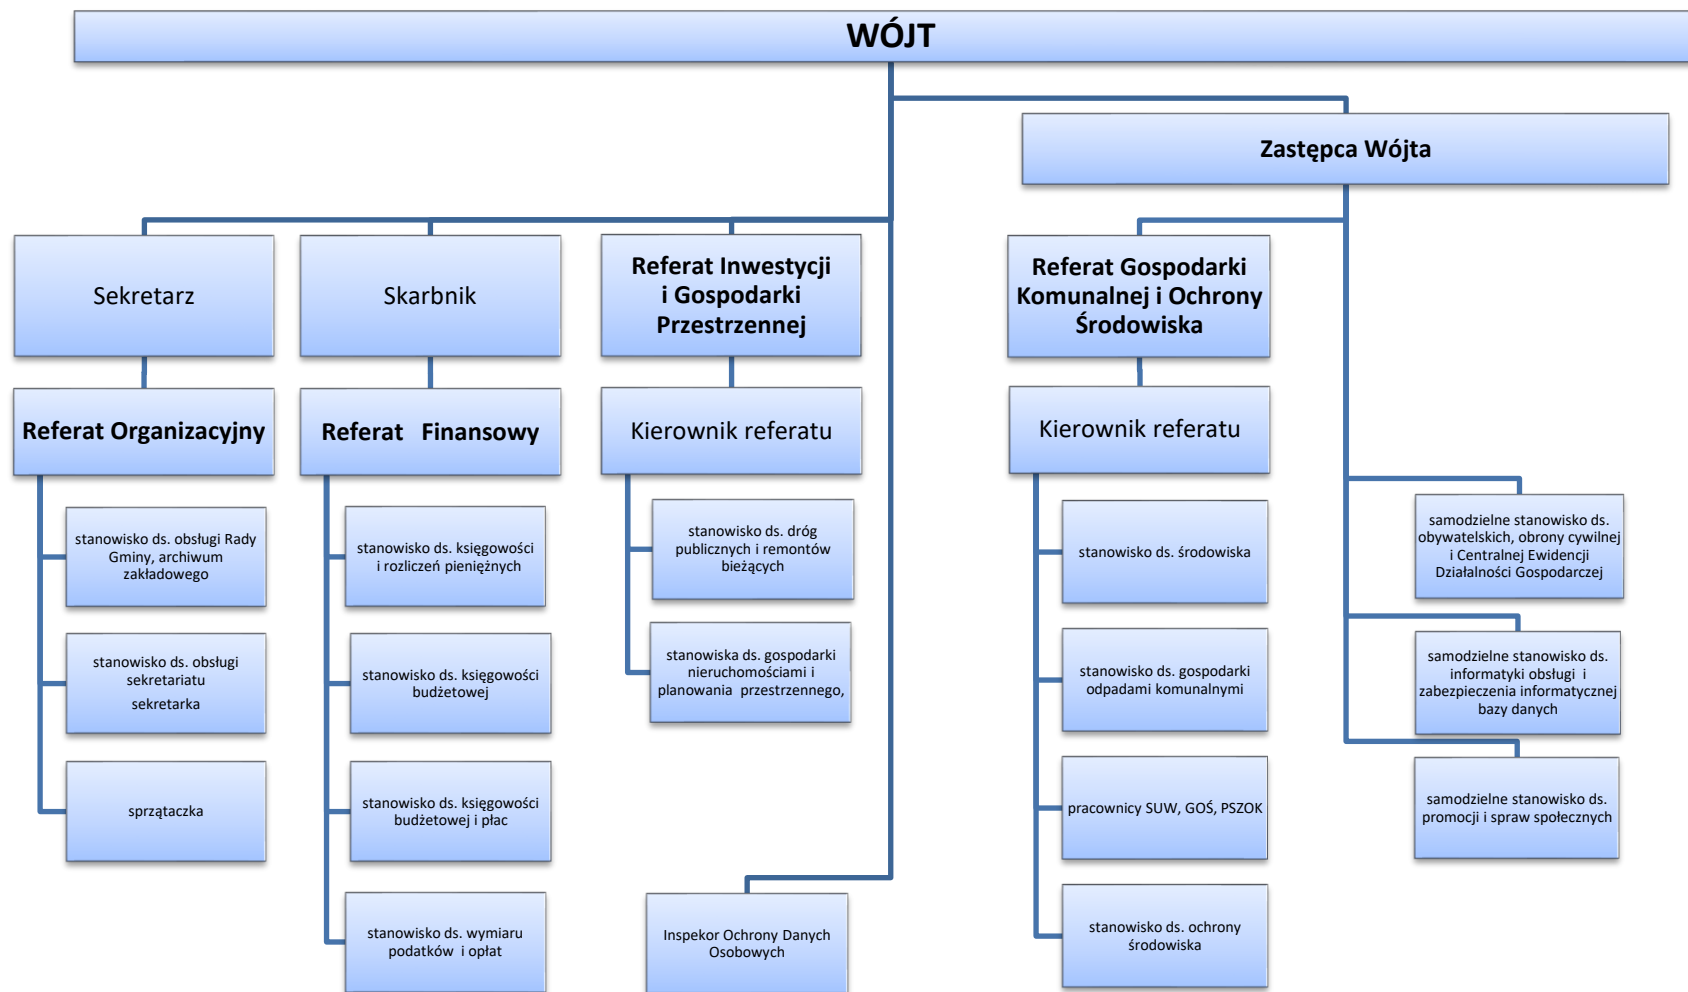 WÓJT
Zastępca Wójta
Sekretarz
Skarbnik
Referat Inwestycji
i Gospodarki
Przestrzennej
Referat Gospodarki
Komunalnej i Ochrony
Środowiska
Referat Organizacyjny
Referat Finansowy
Kierownik referatu
Kierownik referatu
stanowisko ds. obsługi Rady
Gminy, archiwum
zakładowego
stanowisko ds. obsługi
sekretariatu
sekretarka
sprzątaczka
stanowisko ds. księgowości
i rozliczeń pieniężnych
stanowisko ds. księgowości
budżetowej
stanowisko ds. księgowości
budżetowej i płac
stanowisko ds. wymiaru
podatków i opłat
stanowisko ds. dróg
publicznych i remontów
bieżących
stanowiska ds. gospodarki
nieruchomościami i
planowania przestrzennego,
Inspekor Ochrony Danych
Osobowych
stanowisko ds. środowiska
stanowisko ds. gospodarki
odpadami komunalnymi
pracownicy SUW, GOŚ, PSZOK
stanowisko ds. ochrony
środowiska
samodzielne stanowisko ds.
obywatelskich, obrony cywilnej
i Centralnej Ewidencji
Działalności Gospodarczej
samodzielne stanowisko ds.
informatyki obsługi i
zabezpieczenia informatycznej
bazy danych
samodzielne stanowisko ds.
promocji i spraw społecznych